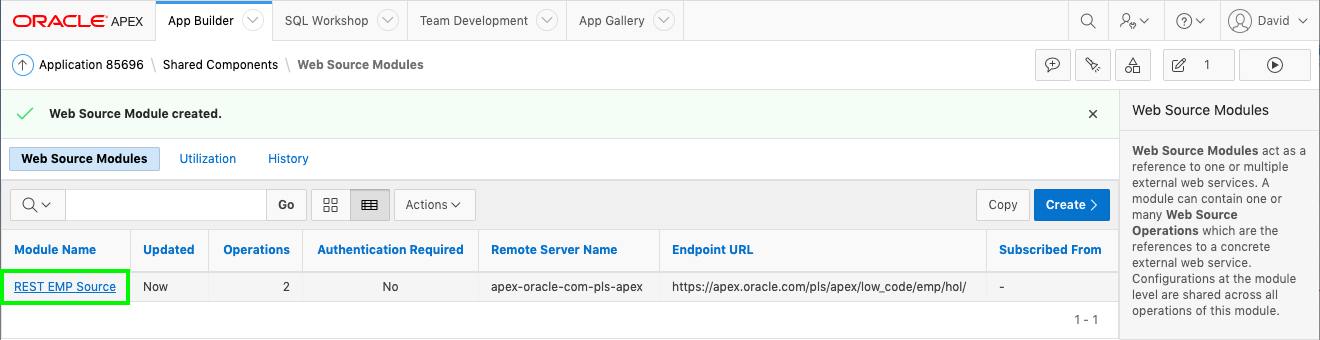 ORACLE APEX App Builder SQL Workshop Team Development App Gallery David
Application 85696 \ Shared Components \ Web Source Modules 1
Web Source Module created.
Web Source Modules Utilization History
Go Actions Copy Create
Module Name Updated Operations Authentication Required Remote Server Name Endpoint URL Subscribed From
REST EMP Source Now 2 No apex-oracle-com-pls-apex https://apex.oracle.com/pls/apex/low_code/emp/hol/ -
1 - 1
Web Source Modules
Web Source Modules act as a
reference to one or multiple
external web services. A
module can contain one or
many Web Source
Operations which are the
references to a concrete
external web service.
Configurations at the module
level are shared across all
operations of this module.